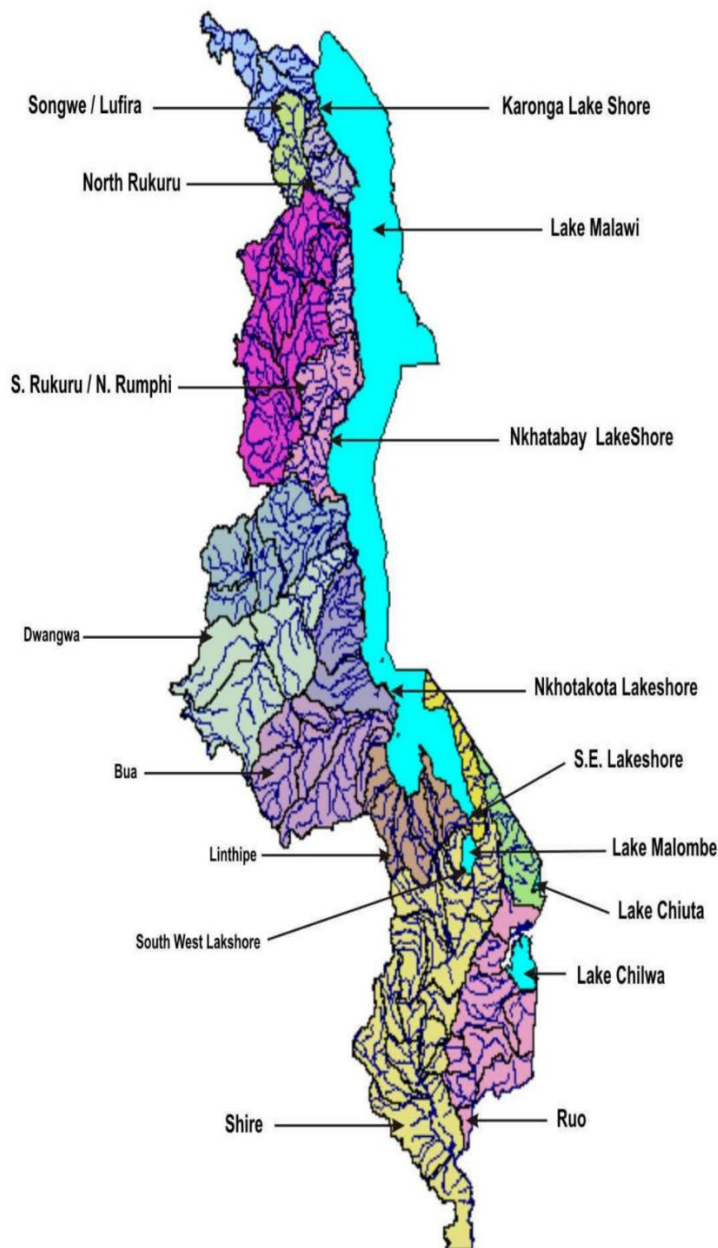 Songwe / Lufira
Karonga Lake Shore
North Rukuru
Lake Malawi
S. Rukuru / N. Rumphi
Nkhatabay LakeShore
Dwangwa
Nkhotakota Lakeshore
S.E. Lakeshore
Bua
Lake Malombe
Linthipe
Lake Chiuta
South West Lakshore
Lake Chilwa
Shire
Ruo